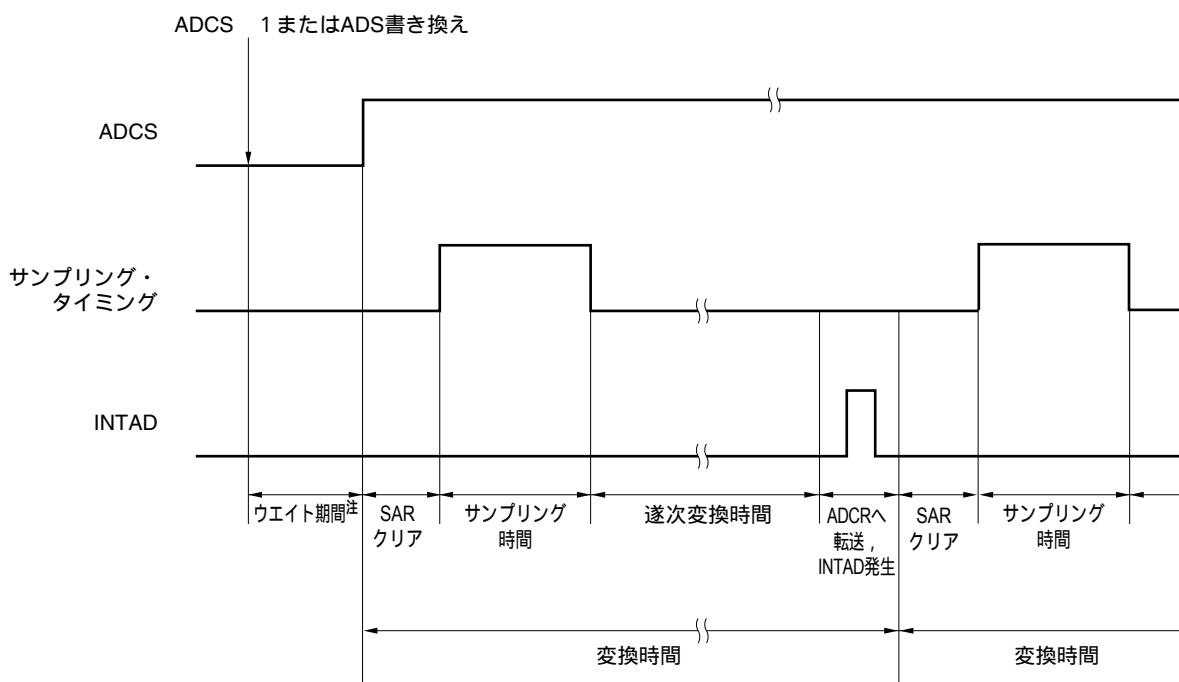 ADCS 1またはADS書き換え
ADCS
サンプリング・
タイミング
INTAD
ウエイト期間注
SAR
クリア
サンプリング
時間
逐次変換時間
ADCRへ
転送,
INTAD発生
SAR
クリア
サンプリング
時間
変換時間
変換時間